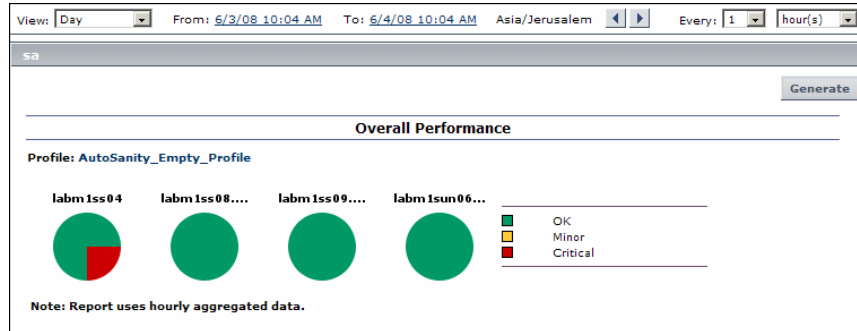 View: Day From: 6/3/08 10:04 AM To: 6/4/08 10:04 AM Asia/Jerusalem Every: 1 hour(s)
sa
Generate
Overall Performance
Profile: AutoSanity_Empty_Profile
labm1ss04 labm1ss08.... labm1ss09.... labm1sun06...
OK
Minor
Critical
Note: Report uses hourly aggregated data.